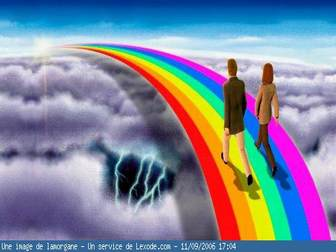 Une image de lamorgane - Un service de Lexode.com - 11/09/2006 17:04